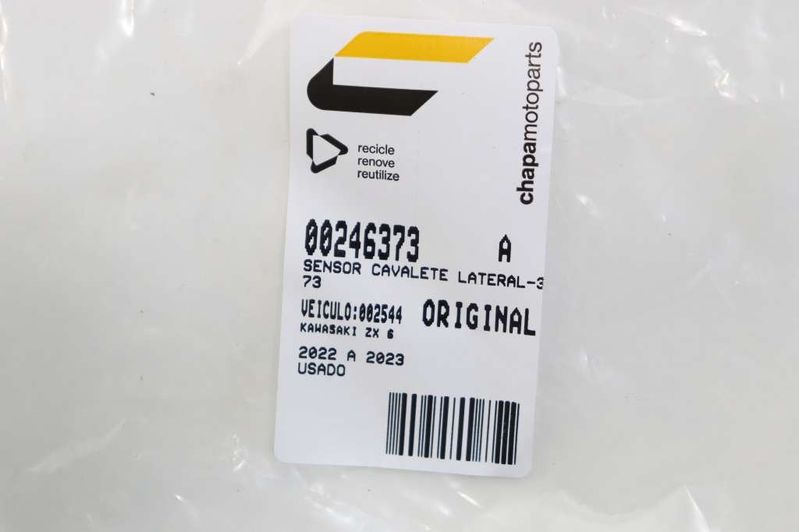 recicle
renove
reutilize
chapamotoparts
00246373 A
SENSOR CAVALETE LATERAL-3
73
VEICULO:002544 ORIGINAL
KAWASAKI ZX 6
2022 A 2023
USADO